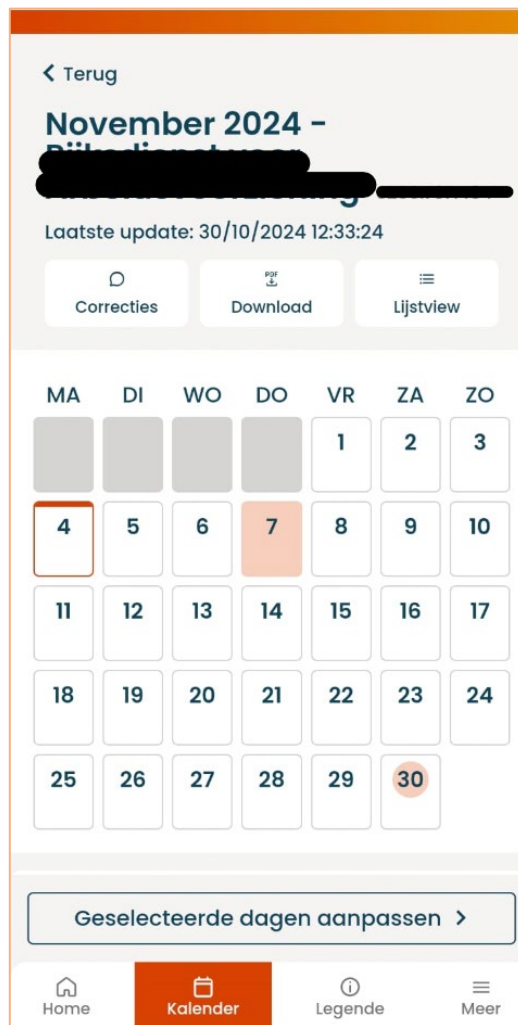 Terug
November 2024 -
Laatste update: 30/10/2024 12:33:24
Correcties Download Lijstview
MA DI WO DO VR ZA ZO
1 2 3
4 5 6 7 8 9 10
11 12 13 14 15 16 17
18 19 20 21 22 23 24
25 26 27 28 29 30
Geselecteerde dagen aanpassen
Home Kalender Legende Meer